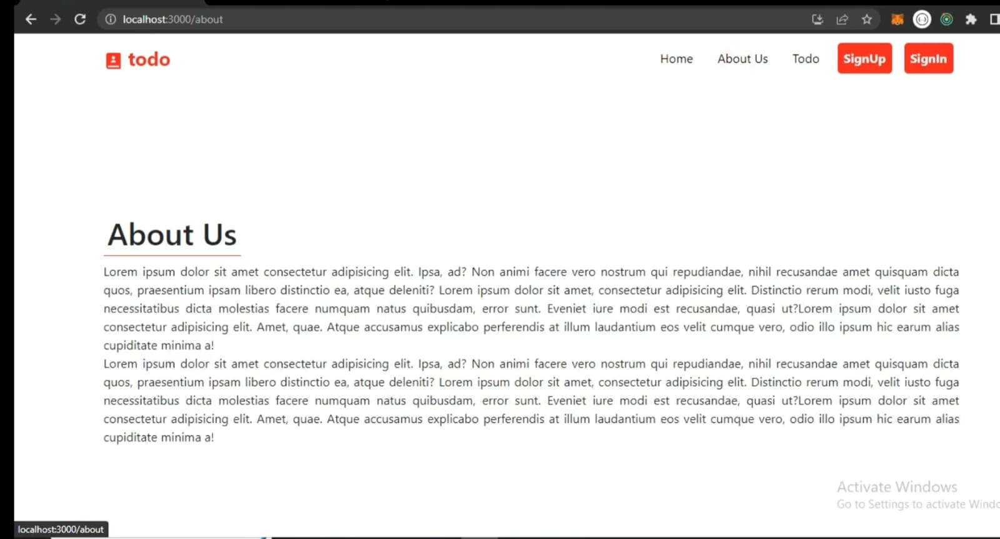 localhost:3000/about
todo
Home About Us Todo SignUp SignIn
About Us
Lorem ipsum dolor sit amet consectetur adipisicing elit. Ipsa, ad? Non animi facere vero nostrum qui repudiandae, nihil recusandae amet quisquam dicta
quos, praesentium ipsam libero distinctio ea, atque deleniti? Lorem ipsum dolor sit amet, consectetur adipisicing elit. Distinctio rerum modi, velit iusto fuga
necessitatibus dicta molestias facere numquam natus quibusdam, error sunt. Eveniet iure modi est recusandae, quasi ut?Lorem ipsum dolor sit amet
consectetur adipisicing elit. Amet, quae. Atque accusamus explicabo perferendis at illum laudantium eos velit cumque vero, odio illo ipsum hic earum alias
cupiditate minima a!
Lorem ipsum dolor sit amet consectetur adipisicing elit. Ipsa, ad? Non animi facere vero nostrum qui repudiandae, nihil recusandae amet quisquam dicta
quos, praesentium ipsam libero distinctio ea, atque deleniti? Lorem ipsum dolor sit amet, consectetur adipisicing elit. Distinctio rerum modi, velit iusto fuga
necessitatibus dicta molestias facere numquam natus quibusdam, error sunt. Eveniet iure modi est recusandae, quasi ut?Lorem ipsum dolor sit amet
consectetur adipisicing elit. Amet, quae. Atque accusamus explicabo perferendis at illum laudantium eos velit cumque vero, odio illo ipsum hic earum alias
cupiditate minima a!
Activate Windows
Go to Settings to activate Windo
localhost:3000/about